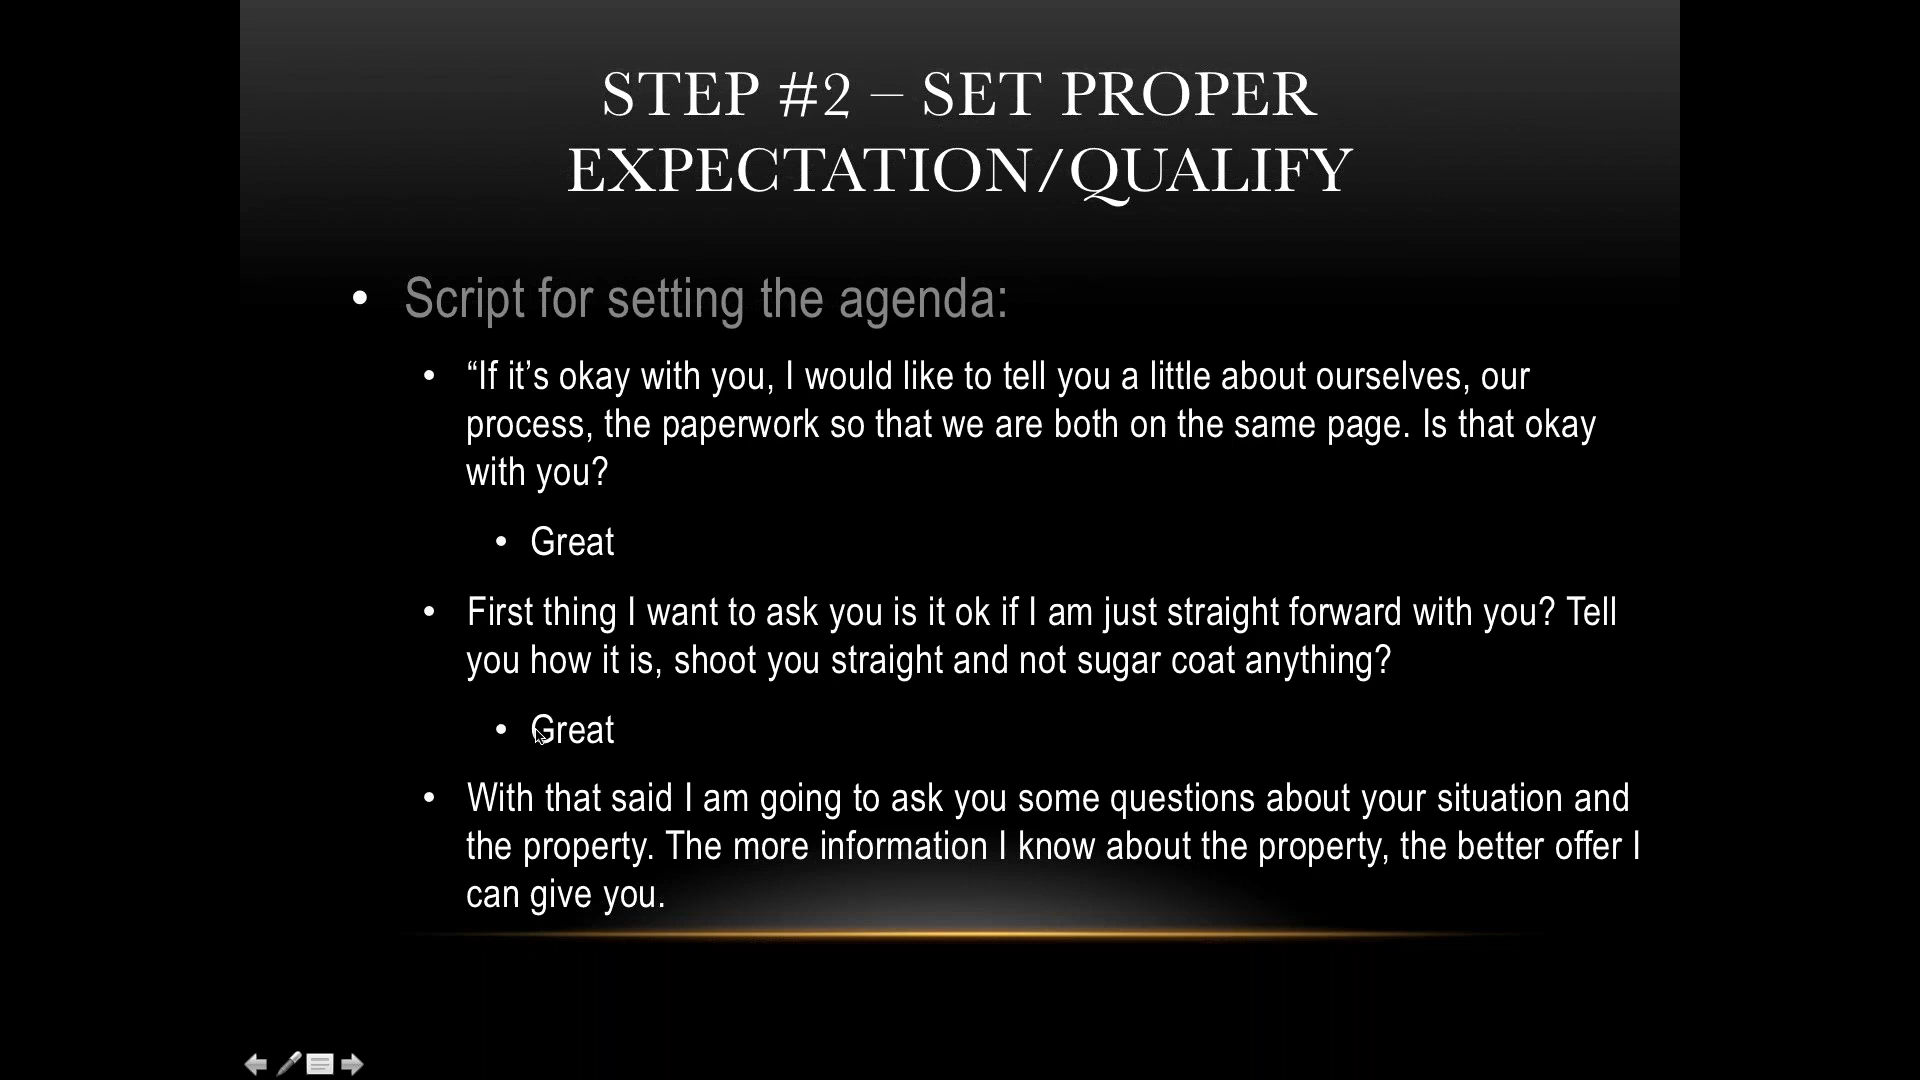 STEP #2 – SET PROPER
EXPECTATION/QUALIFY
• Script for setting the agenda:
• “If it’s okay with you, I would like to tell you a little about ourselves, our
process, the paperwork so that we are both on the same page. Is that okay
with you?
• Great
• First thing I want to ask you is it ok if I am just straight forward with you? Tell
you how it is, shoot you straight and not sugar coat anything?
• Great
• With that said I am going to ask you some questions about your situation and
the property. The more information I know about the property, the better offer I
can give you.